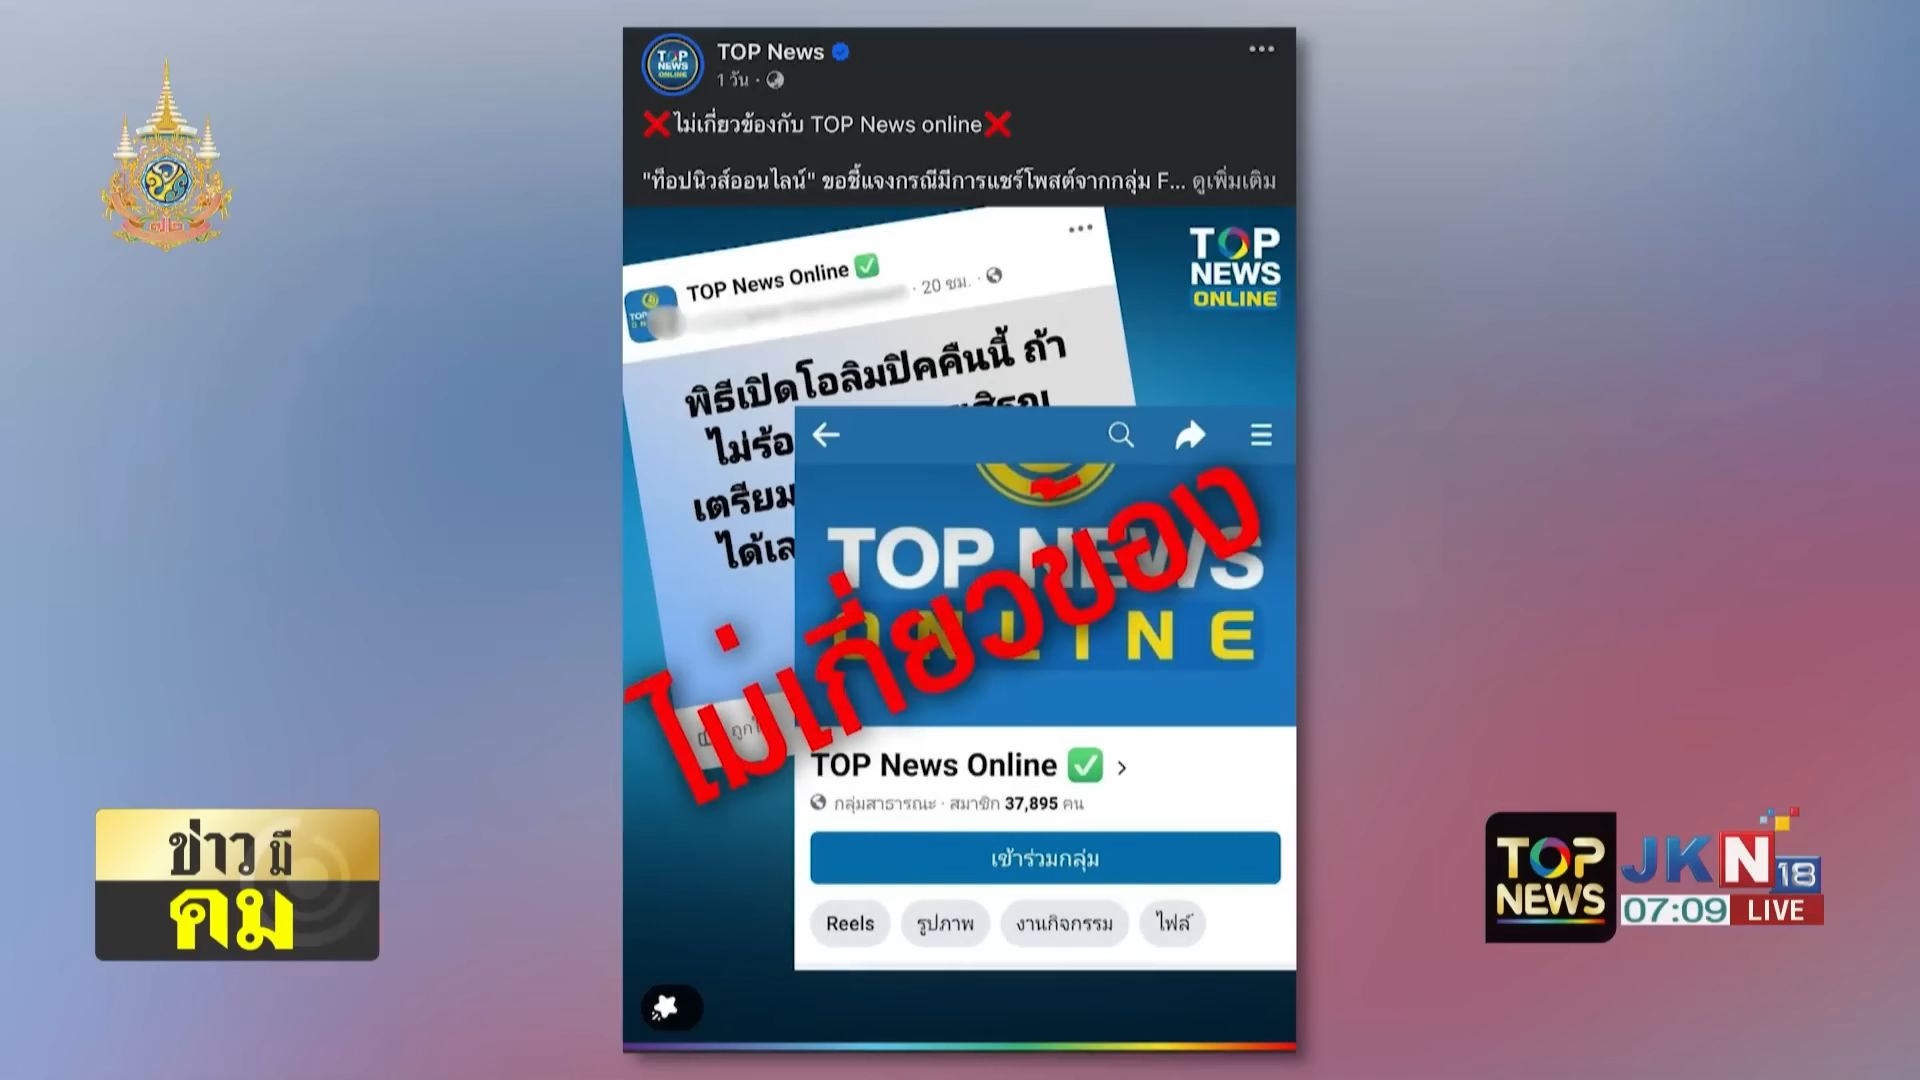 TOP News
1 วัน ·
❌ไม่เกี่ยวข้องกับ TOP News online❌
"ท็อปนิวส์ออนไลน์" ขอชี้แจงกรณีมีการแชร์โพสต์จากกลุ่ม F... ดูเพิ่มเติม
TOP
NEWS
ONLINE
TOP News Online ✅
· 20 ชม. ·
พิธีเปิดโอลิมปิคคืนนี้ ถ้า
ไม่ร้อ
เตรียม
ได้เล
TOP NEWS
ONLINE
ไม่เกี่ยวข้อง
TOP News Online ✅ >
กลุ่มสาธารณะ · สมาชิก 37,895 คน
เข้าร่วมกลุ่ม
Reels รูปภาพ งานกิจกรรม ไฟล์
ข่าวมี
คม
TOP
NEWS
JKN18
07:09 LIVE